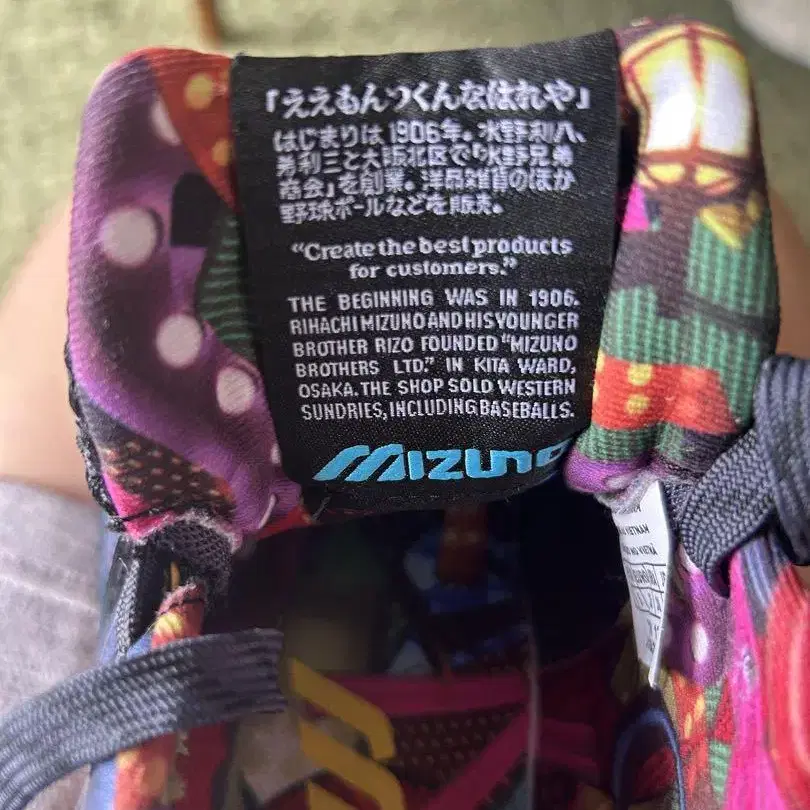 「ええもんつくんなはれや」
はじまりは1906年。水野利八、
弟利三と大阪北区で「水野兄弟
商会」を創業。洋品雑貨のほか
野球ボールなどを販売。
“Create the best products
for customers.”
THE BEGINNING WAS IN 1906.
RIHACHI MIZUNO AND HIS YOUNGER
BROTHER RIZO FOUNDED “MIZUNO
BROTHERS LTD.” IN KITA WARD,
OSAKA. THE SHOP SOLD WESTERN
SUNDRIES, INCLUDING BASEBALLS.
MIZUNO
VIETNAM